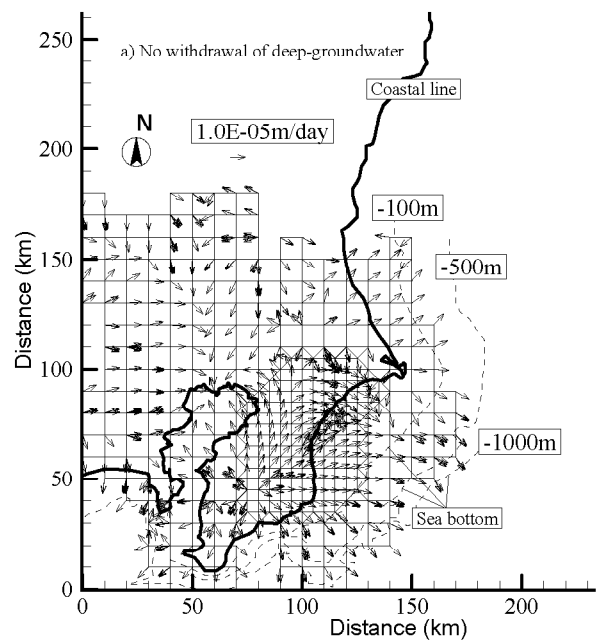 250
a) No withdrawal of deep-groundwater
Coastal line
N
1.0E-05m/day
200
-100m
150
-500m
Distance (km)
100
-1000m
50
Sea bottom
0
0 50 100 150 200
Distance (km)